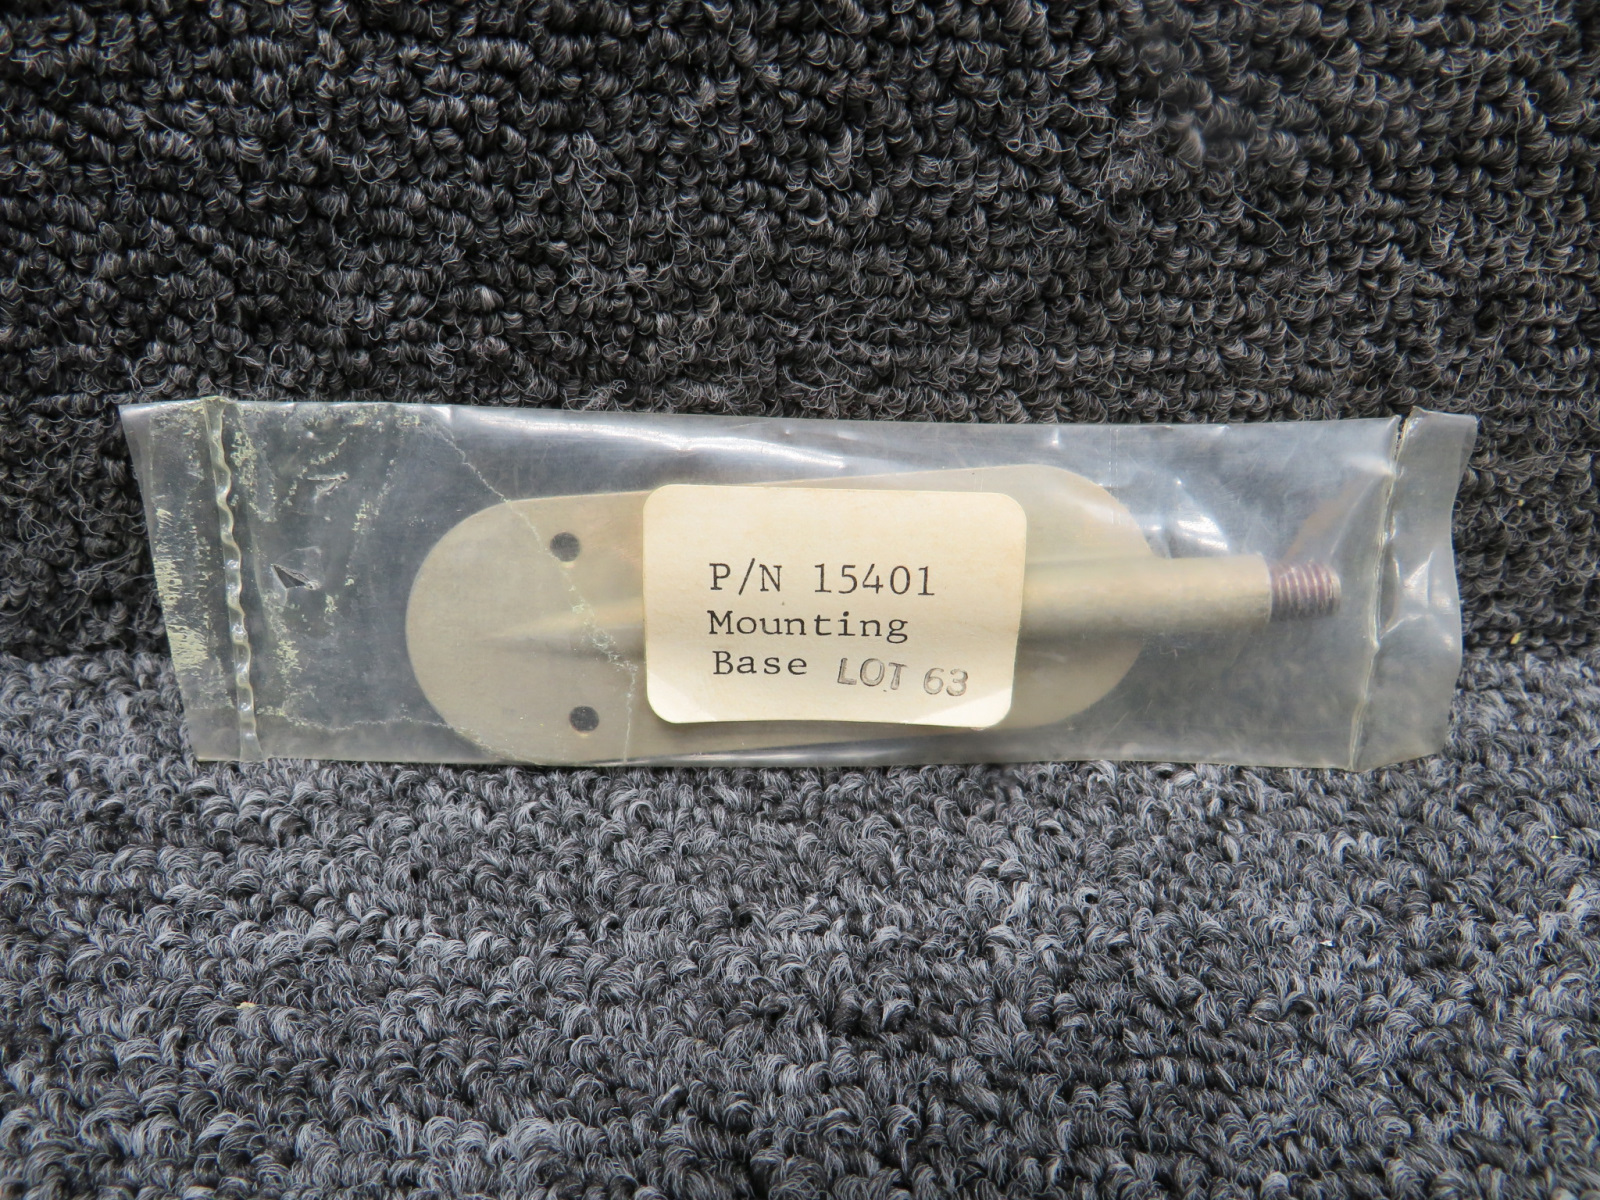 P/N 15401
Mounting
Base LOT 63